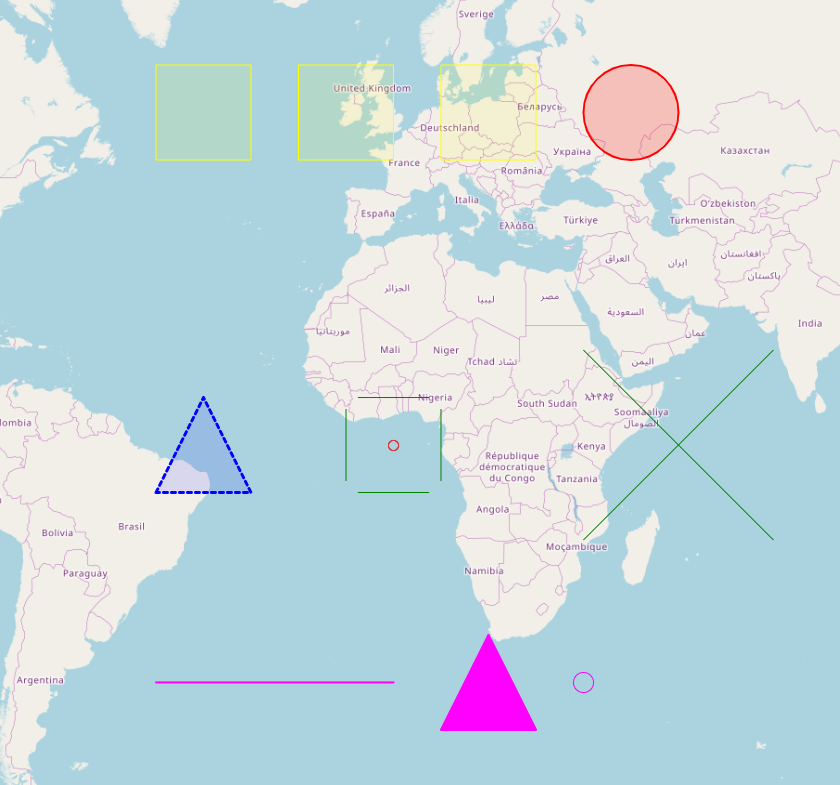 Sverige
United Kingdom
Беларусь
Deutschland
Україна
Казахстан
France
România
España
Italia
Ελλάδα
Türkiye
O'zbekiston
Turkmenistan
افغانستان
العراق
ایران
پاکستان
الجزائر
ليبيا
مصر
السعودية
موريتانيا
عمان
India
Mali
Niger
Tchad تشاد
اليمن
Nigeria
South Sudan
ኢትዮጵያ
Soomaaliya
الصومال
lombia
Kenya
République
démocratique
du Congo
Tanzania
Angola
Brasil
Bolivia
Moçambique
Paraguay
Namibia
Argentina